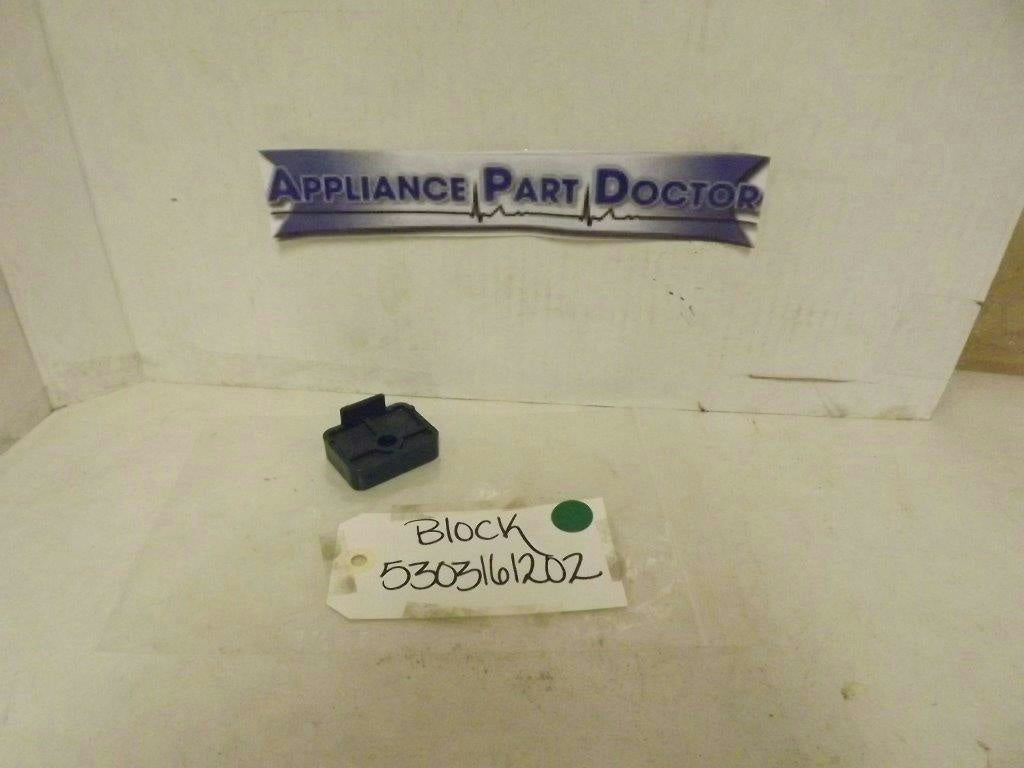 APPLIANCE PART DOCTOR
BLOCK
5303161202